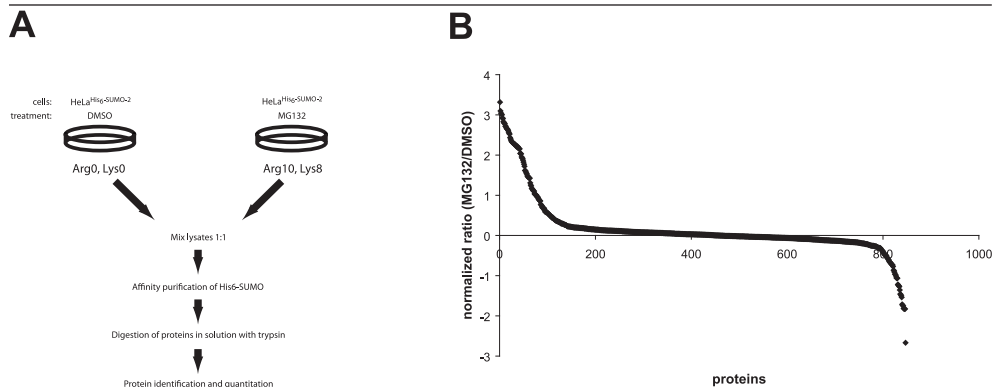 A
cells: HeLaHis6-SUMO-2 HeLaHis6-SUMO-2
treatment: DMSO MG132
Arg0, Lys0 Arg10, Lys8
Mix lysates 1:1
Affinity purification of His6-SUMO
Digestion of proteins in solution with trypsin
Protein identification and quantitation
B
normalized ratio (MG132/DMSO)
4
3
2
1
0
-1
-2
-3
0 200 400 600 800 1000
proteins